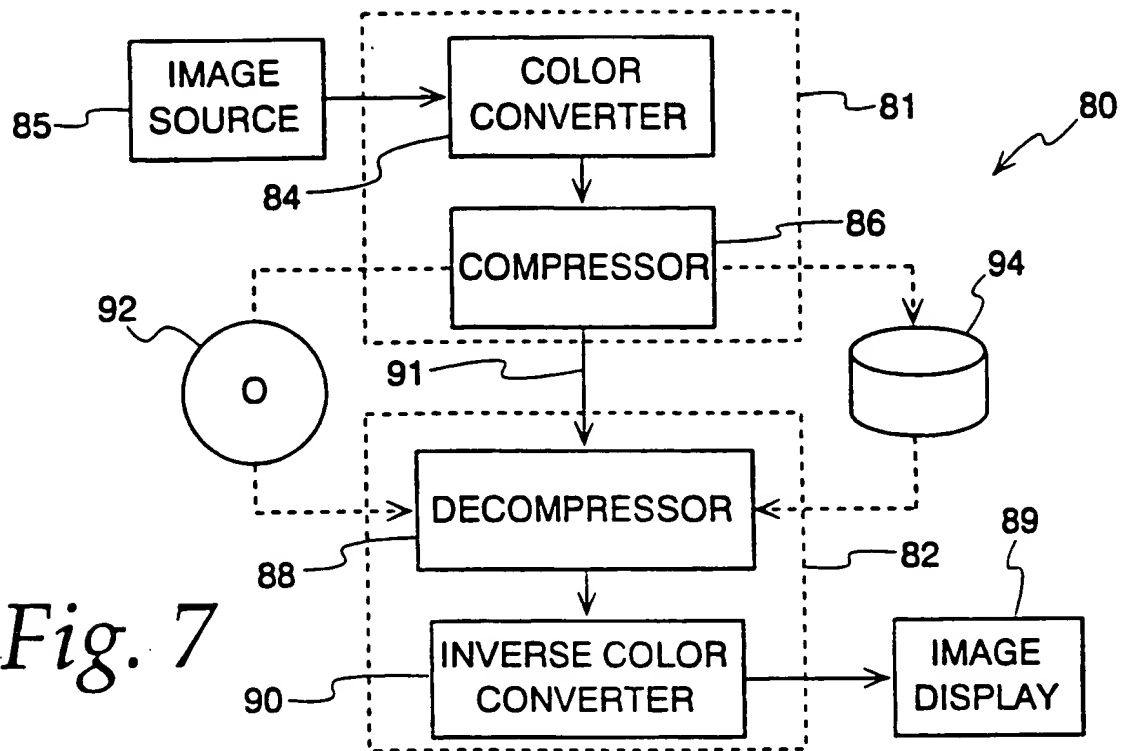 IMAGE
SOURCE
85
COLOR
CONVERTER
84
81
80
COMPRESSOR
86
92
O
91
94
DECOMPRESSOR
88
82
INVERSE COLOR
CONVERTER
90
89
IMAGE
DISPLAY
Fig. 7